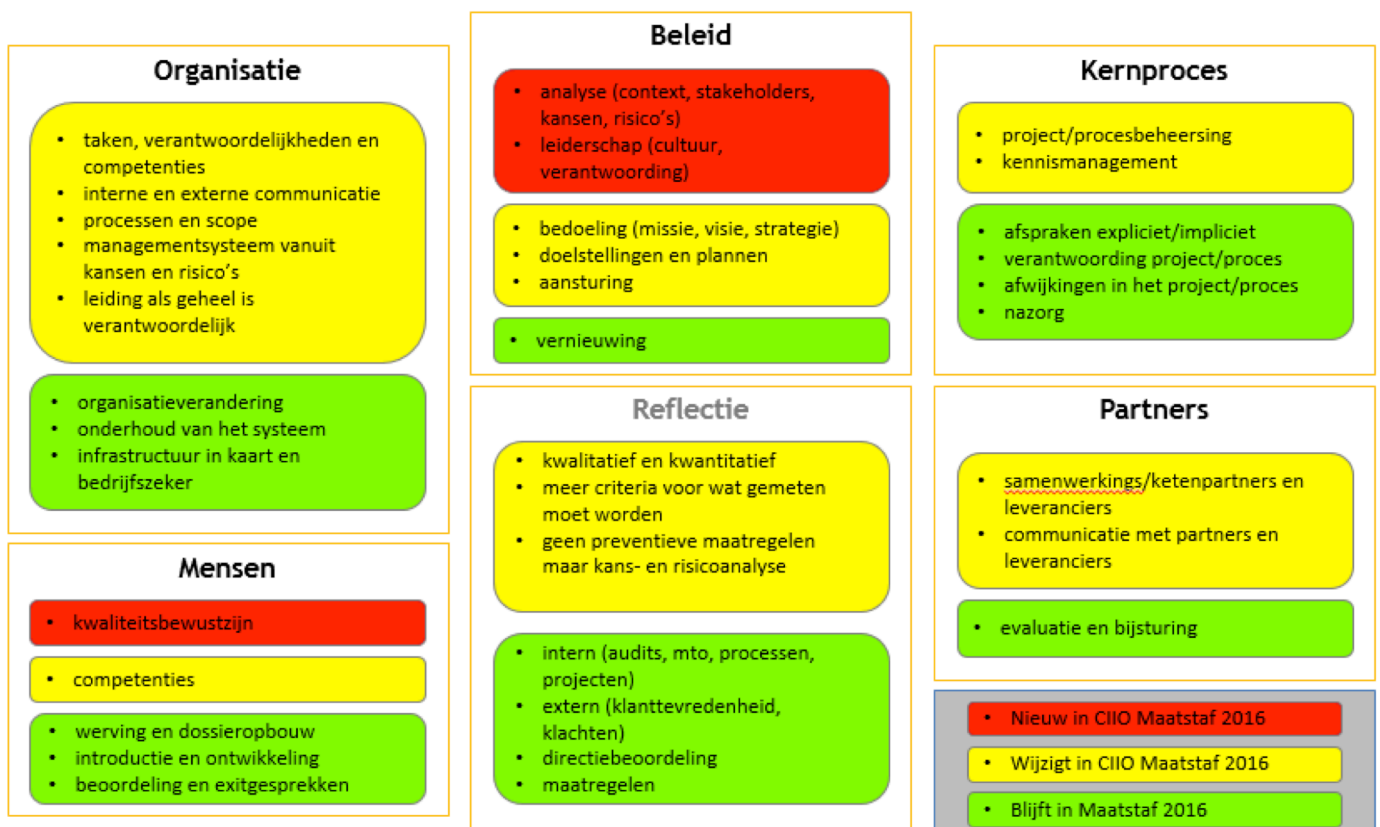 Organisatie
• taken, verantwoordelijkheden en
competenties
• interne en externe communicatie
• processen en scope
• managementsysteem vanuit
kansen en risico's
• leiding als geheel is
verantwoordelijk
• organisatieverandering
• onderhoud van het systeem
• infrastructuur in kaart en
bedrijfszeker
Mensen
• kwaliteitsbewustzijn
• competenties
• werving en dossieropbouw
• introductie en ontwikkeling
• beoordeling en exitgesprekken
Beleid
• analyse (context, stakeholders,
kansen, risico's)
• leiderschap (cultuur,
verantwoording)
• bedoeling (missie, visie, strategie)
• doelstellingen en plannen
• aansturing
• vernieuwing
Reflectie
• kwalitatief en kwantitatief
• meer criteria voor wat gemeten
moet worden
• geen preventieve maatregelen
maar kans- en risicoanalyse
• intern (audits, mto, processen,
projecten)
• extern (klanttevredenheid,
klachten)
• directiebeoordeling
• maatregelen
Kernproces
• project/procesbeheersing
• kennismanagement
• afspraken expliciet/impliciet
• verantwoording project/proces
• afwijkingen in het project/proces
• nazorg
Partners
• samenwerkings/ketenpartners en
leveranciers
• communicatie met partners en
leveranciers
• evaluatie en bijsturing
• Nieuw in CIIO Maatstaf 2016
• Wijzigt in CIIO Maatstaf 2016
• Blijft in Maatstaf 2016